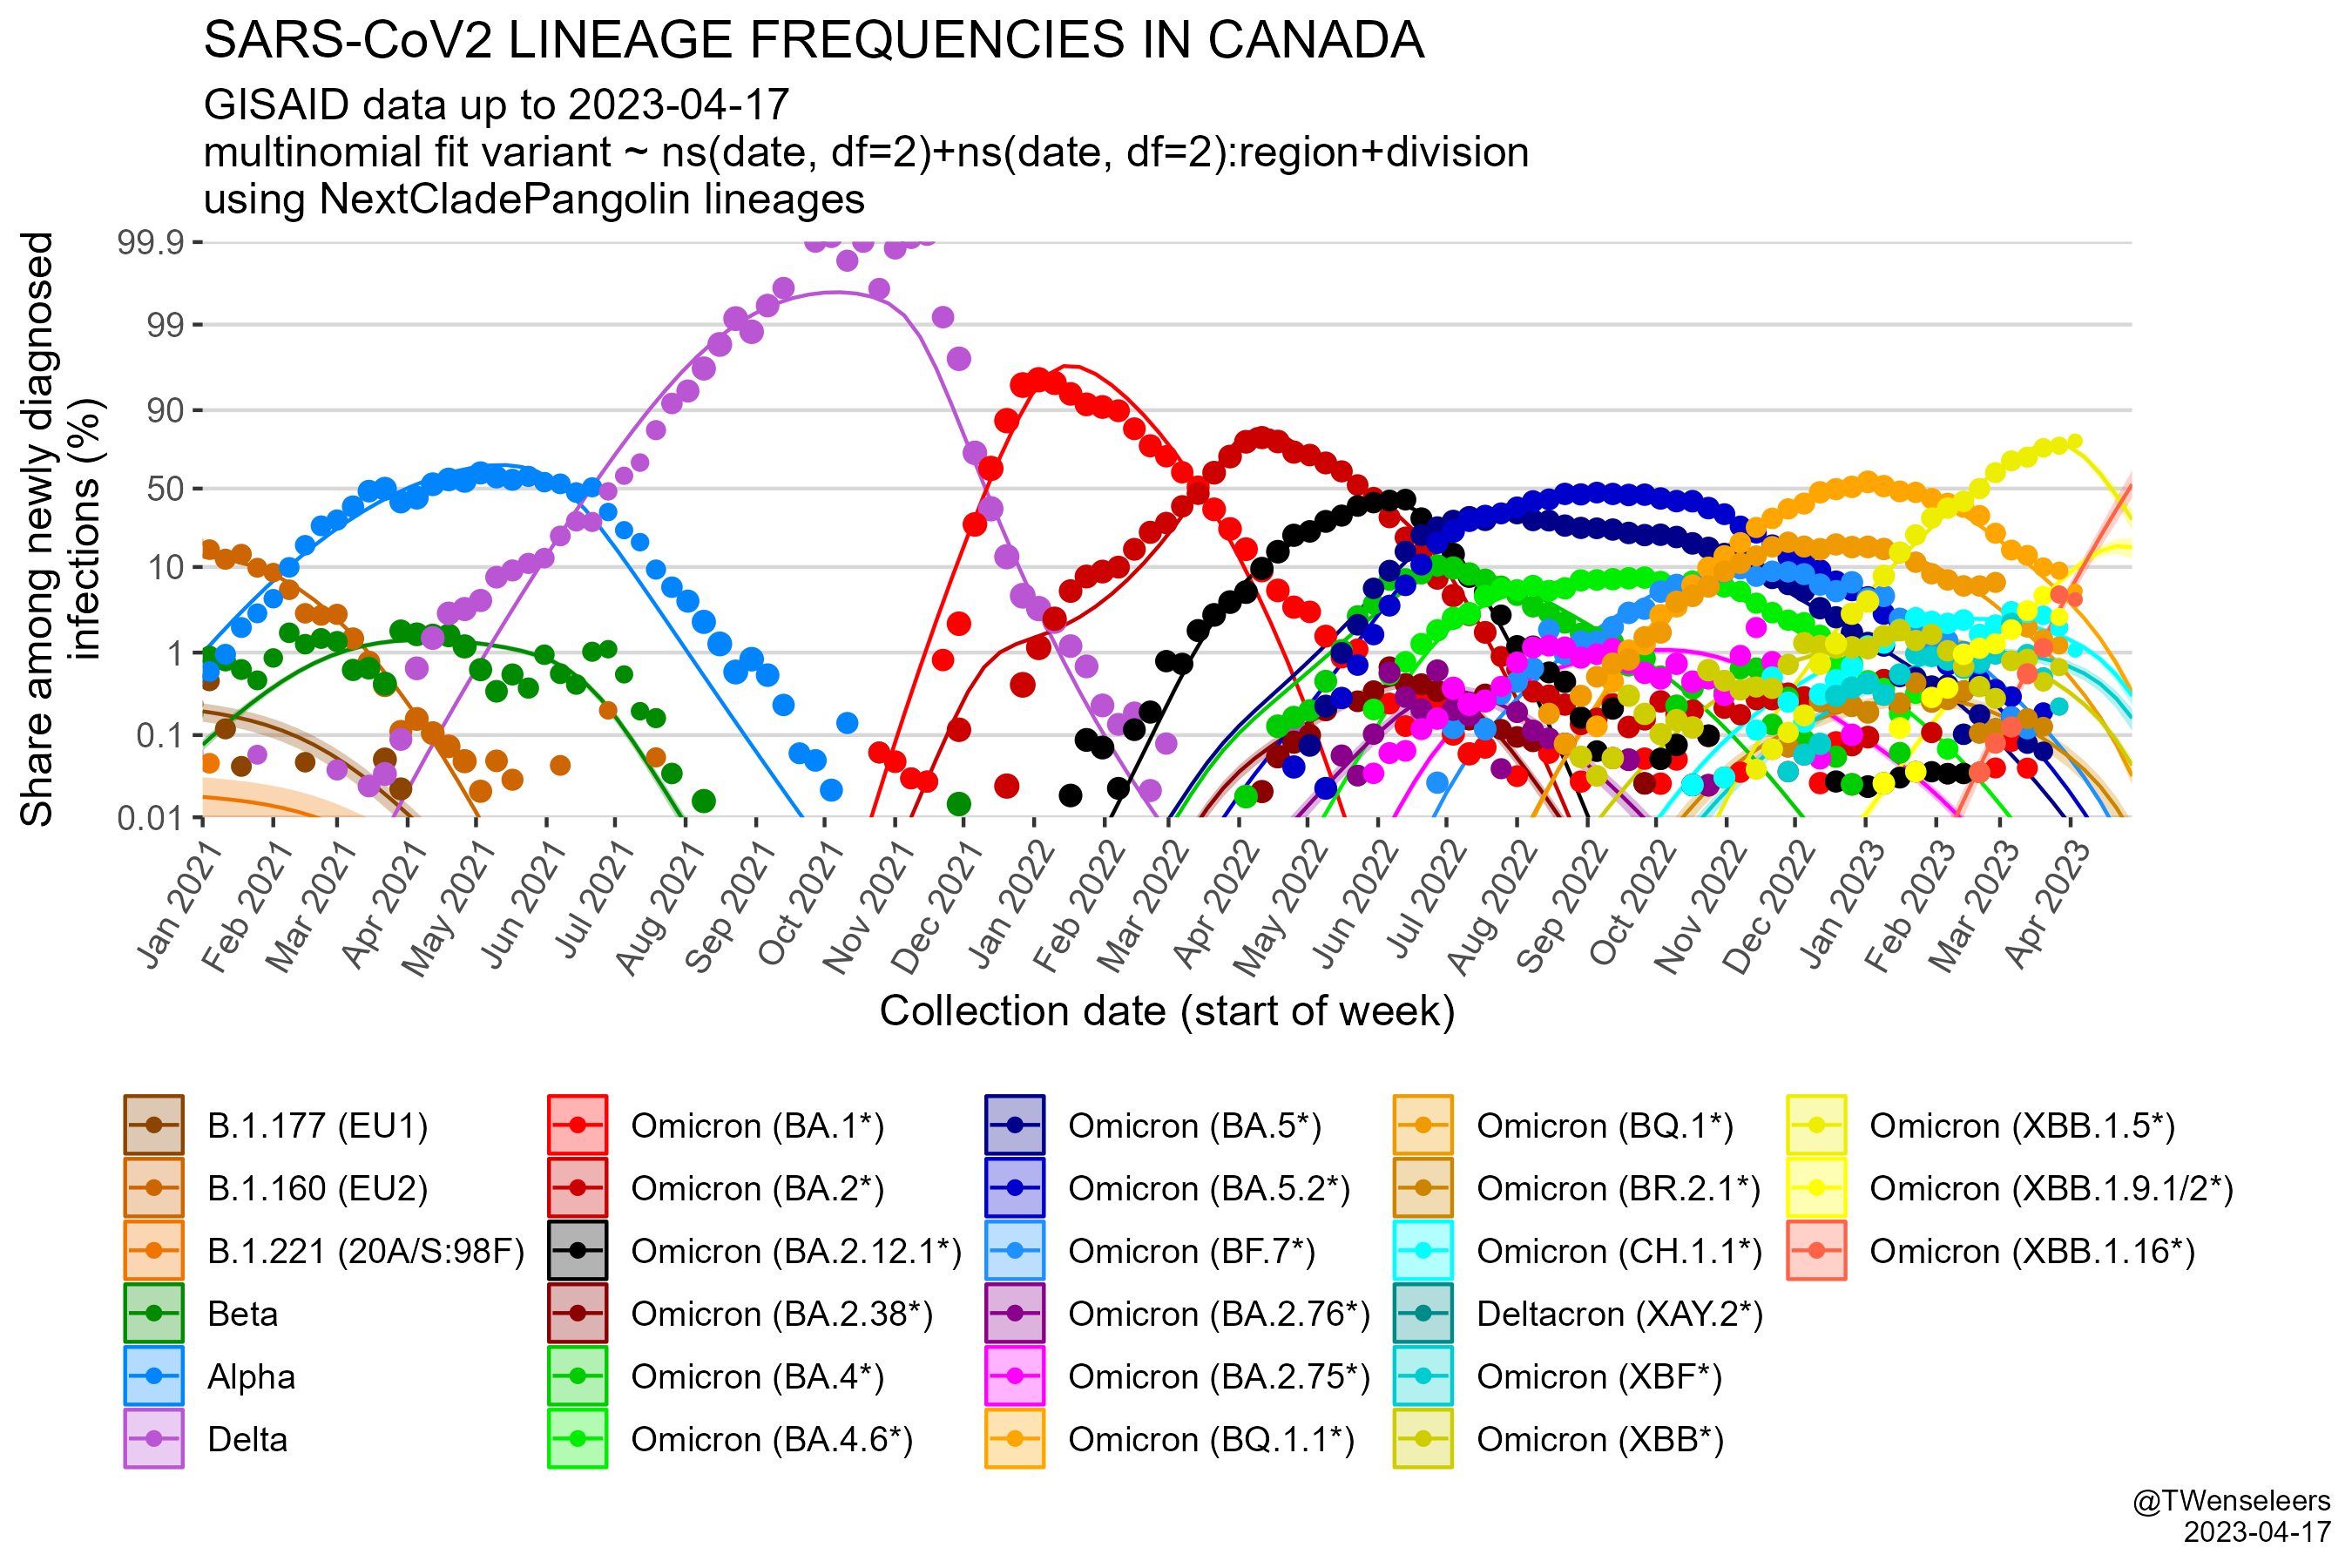 SARS-CoV2 LINEAGE FREQUENCIES IN CANADA
GISAID data up to 2023-04-17
multinomial fit variant ~ ns(date, df=2)+ns(date, df=2):region+division
using NextCladePangolin lineages
Share among newly diagnosed
infections (%)
99.9
99
90
50
10
1
0.1
0.01
Jan 2021
Feb 2021
Mar 2021
Apr 2021
May 2021
Jun 2021
Jul 2021
Aug 2021
Sep 2021
Oct 2021
Nov 2021
Dec 2021
Jan 2022
Feb 2022
Mar 2022
Apr 2022
May 2022
Jun 2022
Jul 2022
Aug 2022
Sep 2022
Oct 2022
Nov 2022
Dec 2022
Jan 2023
Feb 2023
Mar 2023
Apr 2023
Collection date (start of week)
B.1.177 (EU1)
B.1.160 (EU2)
B.1.221 (20A/S:98F)
Beta
Alpha
Delta
Omicron (BA.1*)
Omicron (BA.2*)
Omicron (BA.2.12.1*)
Omicron (BA.2.38*)
Omicron (BA.4*)
Omicron (BA.4.6*)
Omicron (BA.5*)
Omicron (BA.5.2*)
Omicron (BF.7*)
Omicron (BA.2.76*)
Omicron (BA.2.75*)
Omicron (BQ.1.1*)
Omicron (BQ.1*)
Omicron (BR.2.1*)
Omicron (CH.1.1*)
Deltacron (XAY.2*)
Omicron (XBF*)
Omicron (XBB*)
Omicron (XBB.1.5*)
Omicron (XBB.1.9.1/2*)
Omicron (XBB.1.16*)
@TWenseleers
2023-04-17